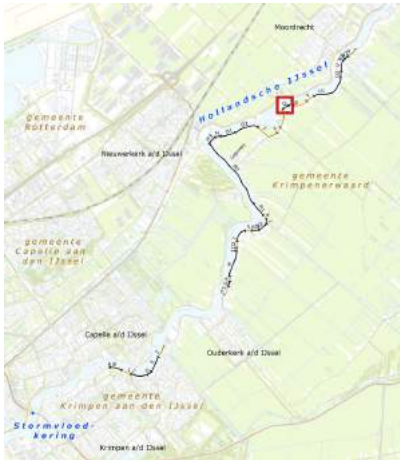 Moordrecht
Hollandsche IJssel
gemeente
Rotterdam
Nieuwerkerk a/d IJssel
gemeente
Krimpenerwaard
gemeente
Capelle aan
den IJssel
Capelle a/d IJssel
Ouderkerk a/d IJssel
gemeente
Krimpen aan den IJssel
Stormvloed-
kering
Krimpen a/d IJssel